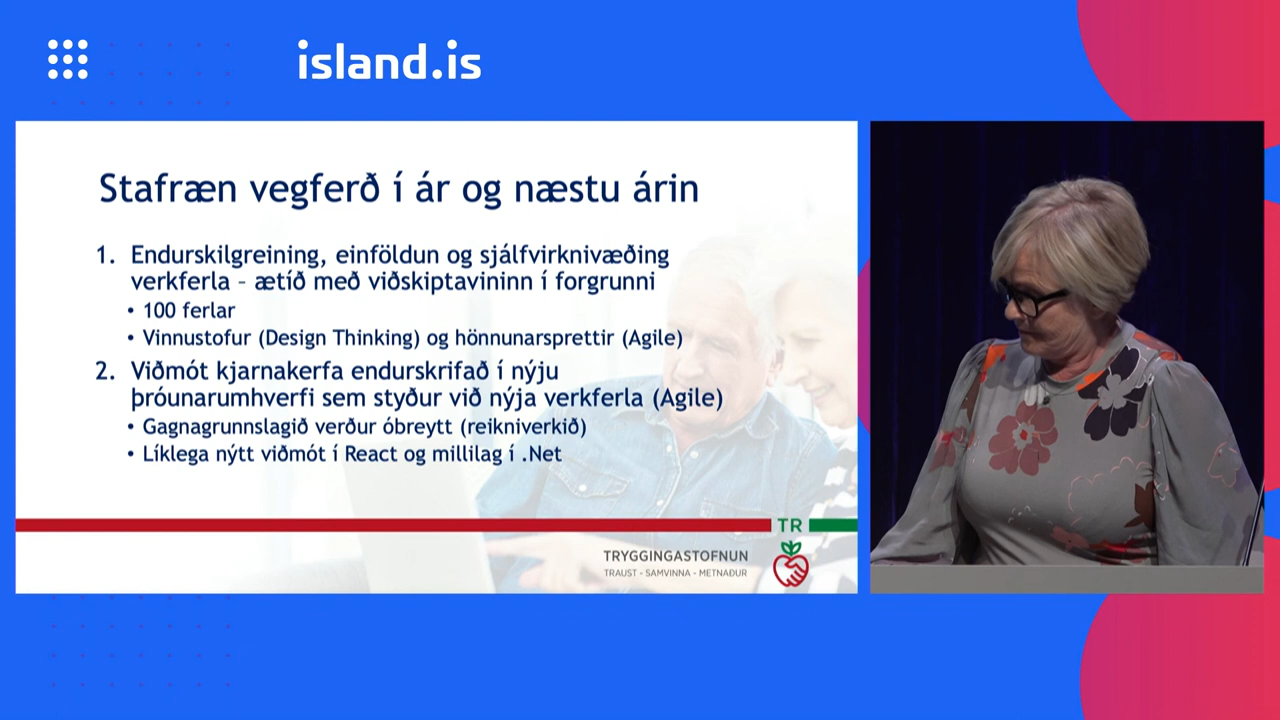 island.is
Stafræn vegferð í ár og næstu árin
1. Endurskilgreining, einföldun og sjálfvirknivæðing
verkferla – ætíð með viðskiptavininn í forgrunni
• 100 ferlar
• Vinnustofur (Design Thinking) og hönnunarsprettir (Agile)
2. Viðmót kjarnakerfa endurskrifað í nýju
þróunarumhverfi sem styður við nýja verkferla (Agile)
• Gagnagrunnslagið verður óbreytt (reikniverkið)
• Líklega nýtt viðmót í React og millilag í .Net
TR
TRYGGINGASTOFNUN
TRAUST - SAMVINNA - METNAÐUR